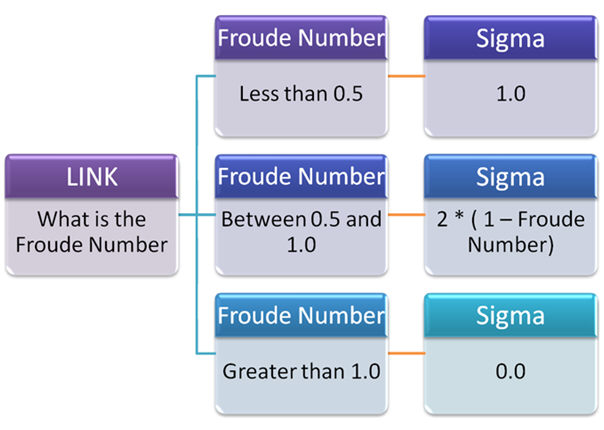 LINK
What is the
Froude Number
Froude Number
Less than 0.5
Sigma
1.0
Froude Number
Between 0.5 and
1.0
Sigma
2 * ( 1 – Froude
Number)
Froude Number
Greater than 1.0
Sigma
0.0